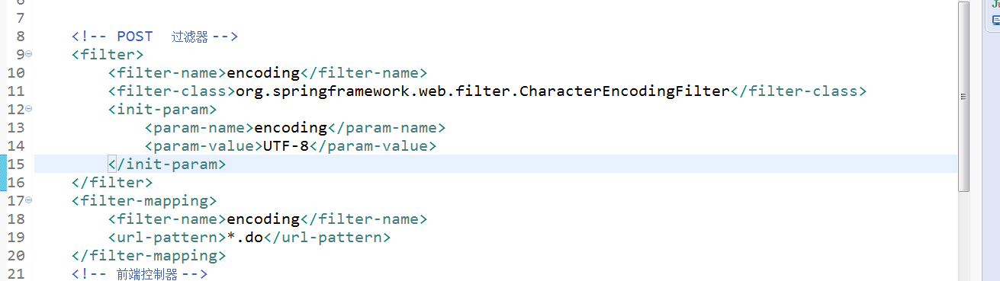 7
8 <!-- POST 过滤器 -->
9 <filter>
10 <filter-name>encoding</filter-name>
11 <filter-class>org.springframework.web.filter.CharacterEncodingFilter</filter-class>
12 <init-param>
13 <param-name>encoding</param-name>
14 <param-value>UTF-8</param-value>
15 </init-param>
16 </filter>
17 <filter-mapping>
18 <filter-name>encoding</filter-name>
19 <url-pattern>*.do</url-pattern>
20 </filter-mapping>
21 <!-- 前端控制器 -->